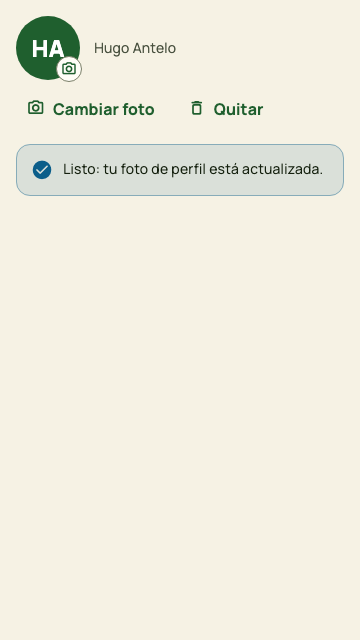 HA
Hugo Antelo
Cambiar foto
Quitar
Listo: tu foto de perfil está actualizada.